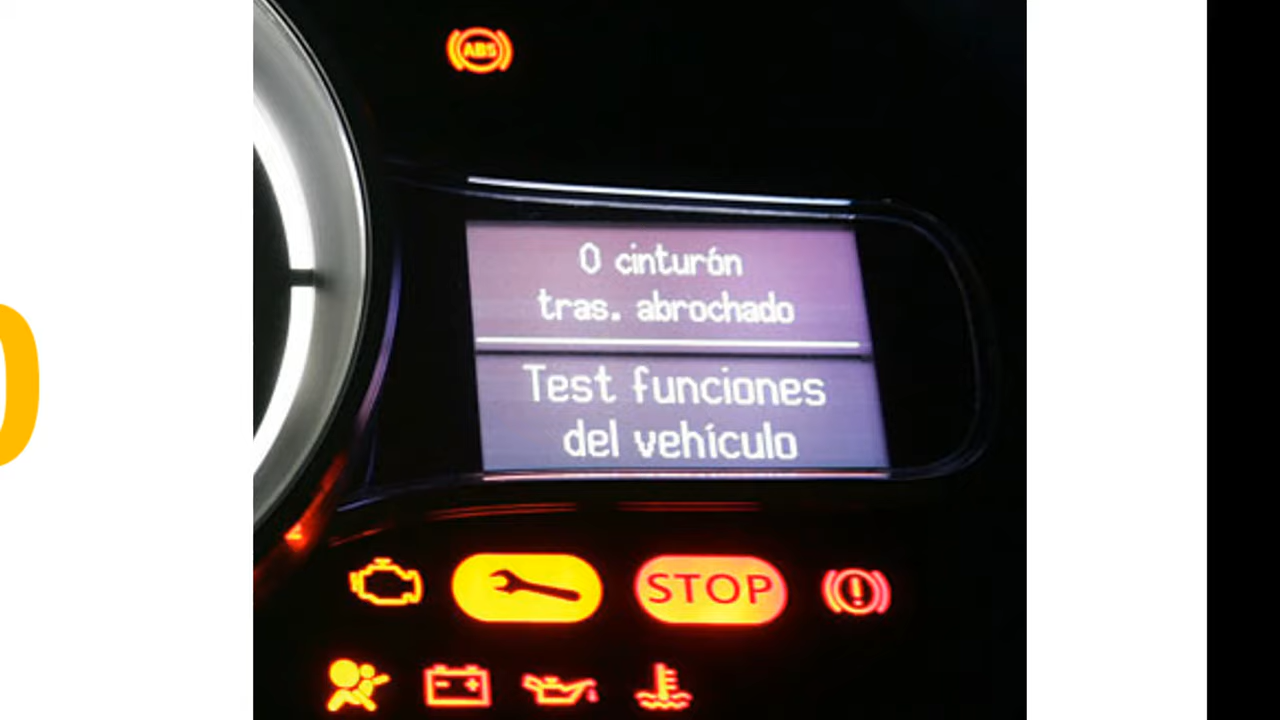 ABS
0 cinturón
tras. abrochado
Test funciones
del vehículo
STOP